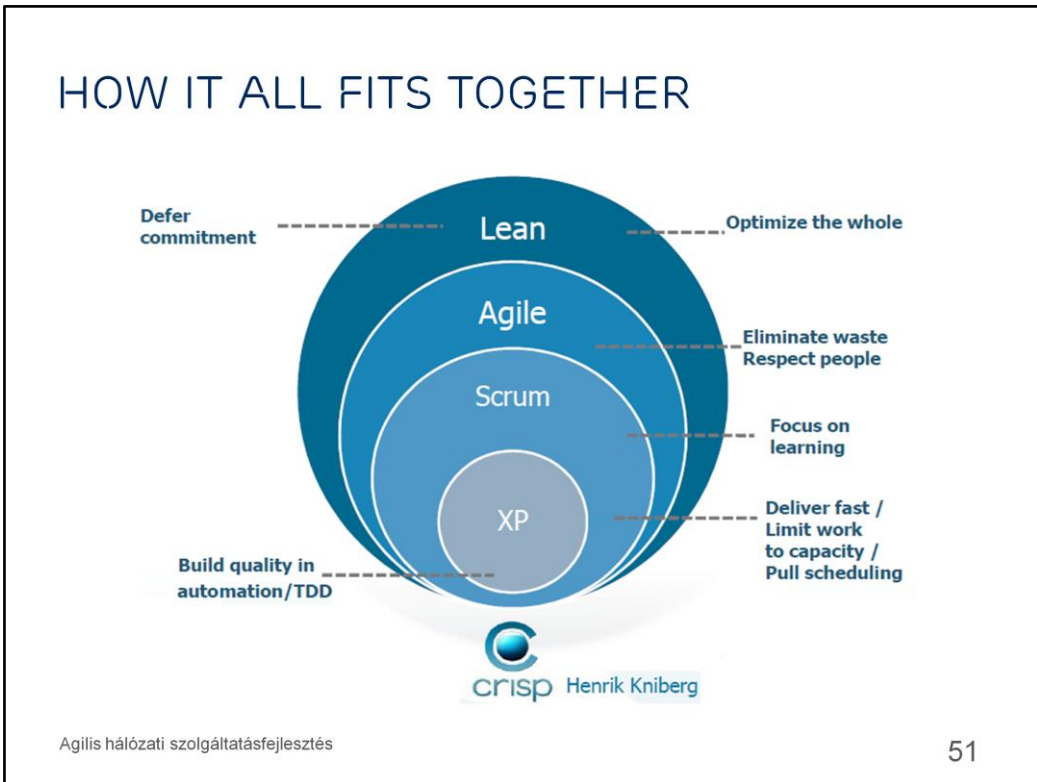 HOW IT ALL FITS TOGETHER
Defer
commitment
Lean
Optimize the whole
Agile
Eliminate waste
Respect people
Scrum
Focus on
learning
XP
Deliver fast /
Limit work
to capacity /
Pull scheduling
Build quality in
automation/TDD
crisp Henrik Kniberg
Agilis hálózati szolgáltatásfejlesztés
51